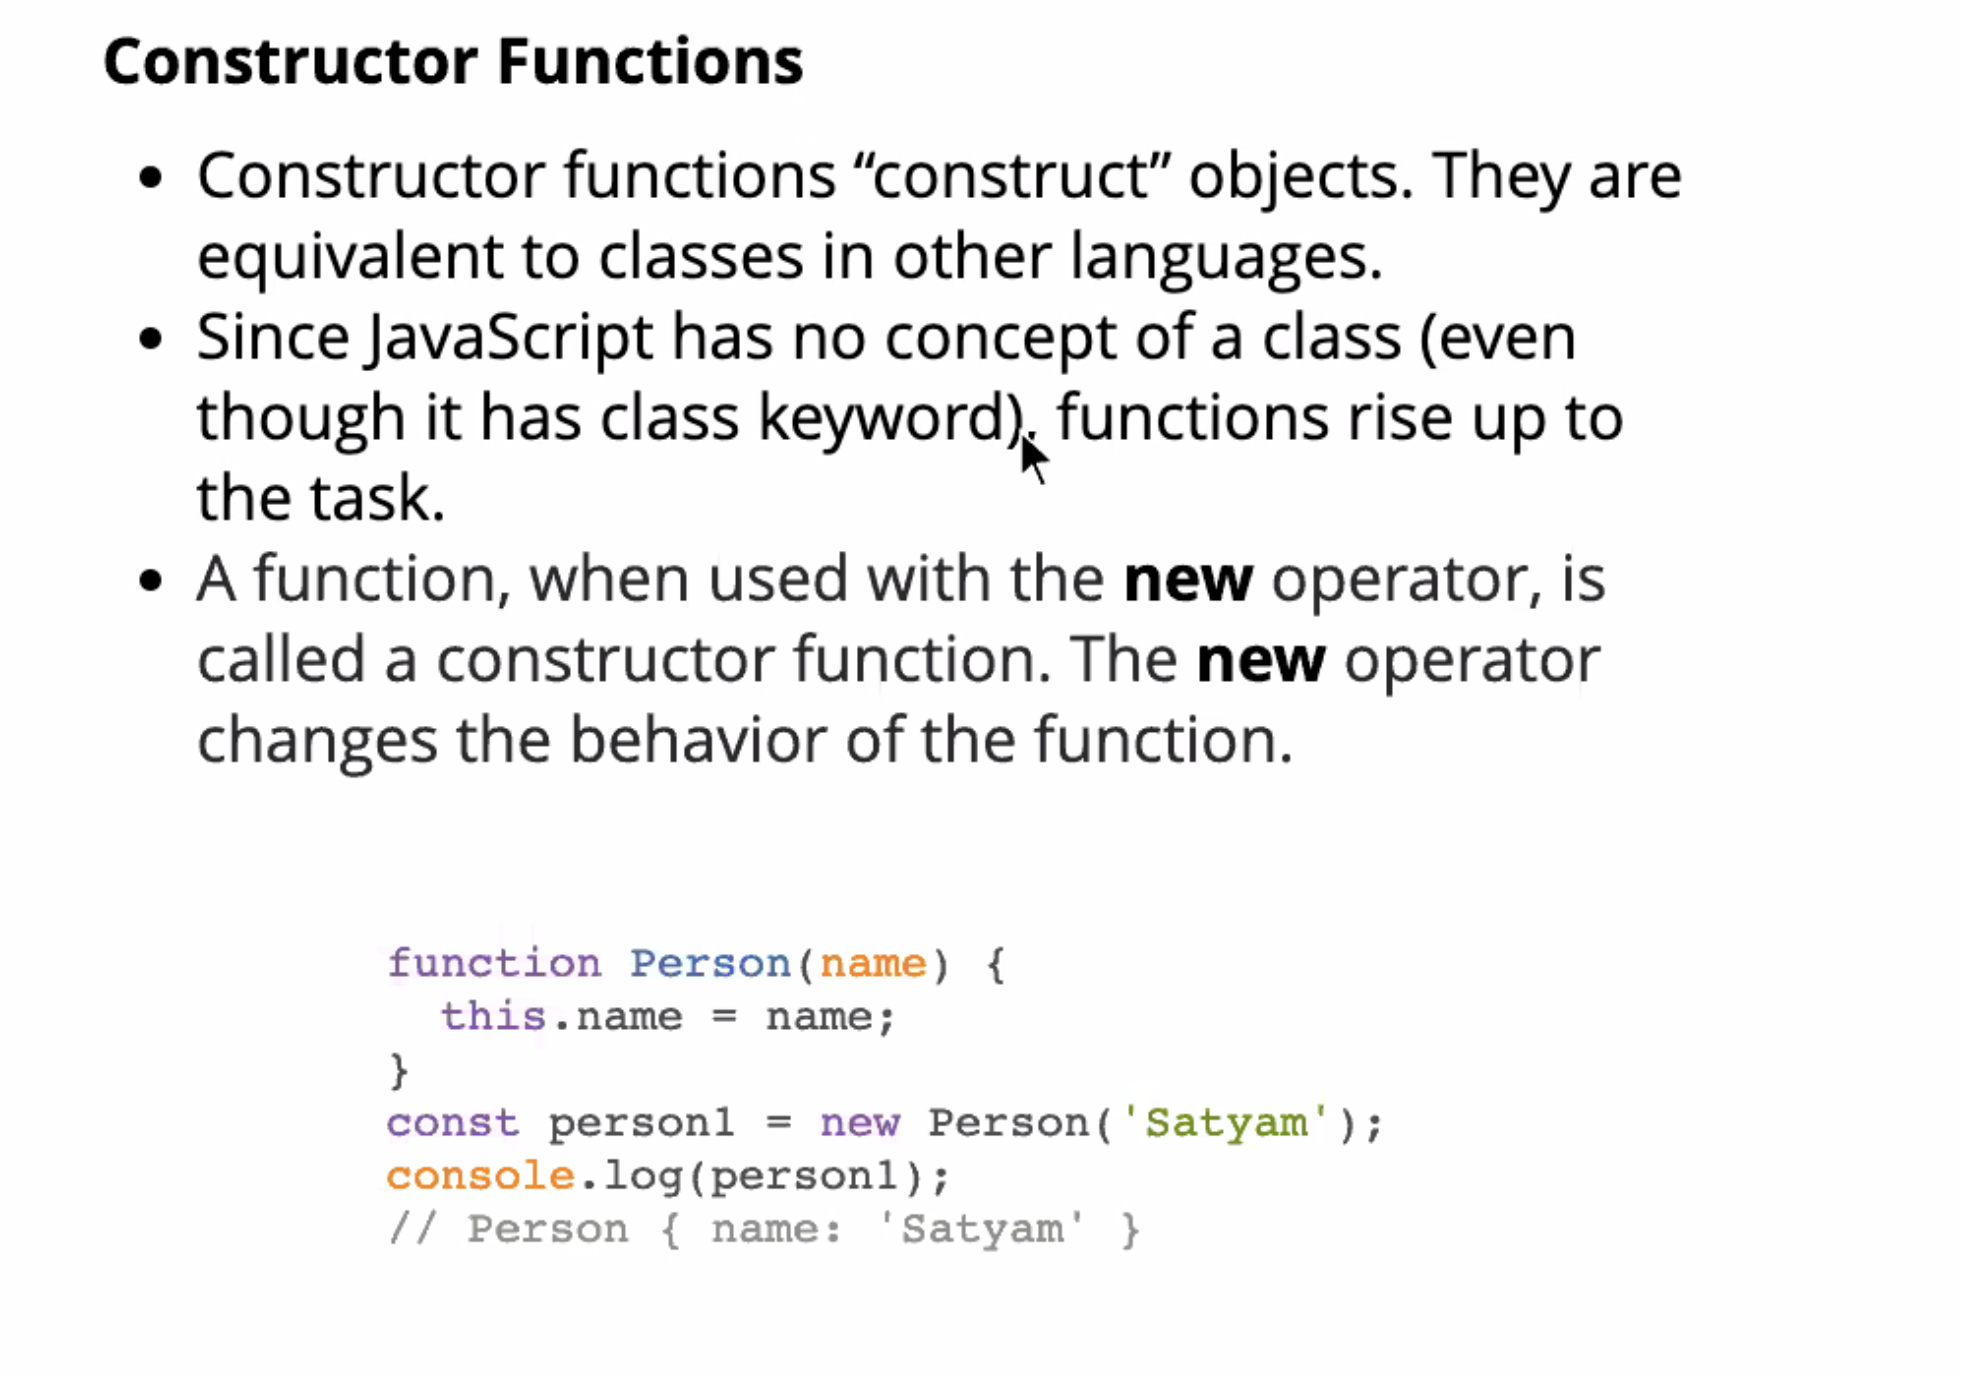 Constructor Functions
• Constructor functions “construct” objects. They are
equivalent to classes in other languages.
• Since JavaScript has no concept of a class (even
though it has class keyword), functions rise up to
the task.
• A function, when used with the new operator, is
called a constructor function. The new operator
changes the behavior of the function.
function Person(name) {
  this.name = name;
}
const person1 = new Person('Satyam');
console.log(person1);
// Person { name: 'Satyam' }